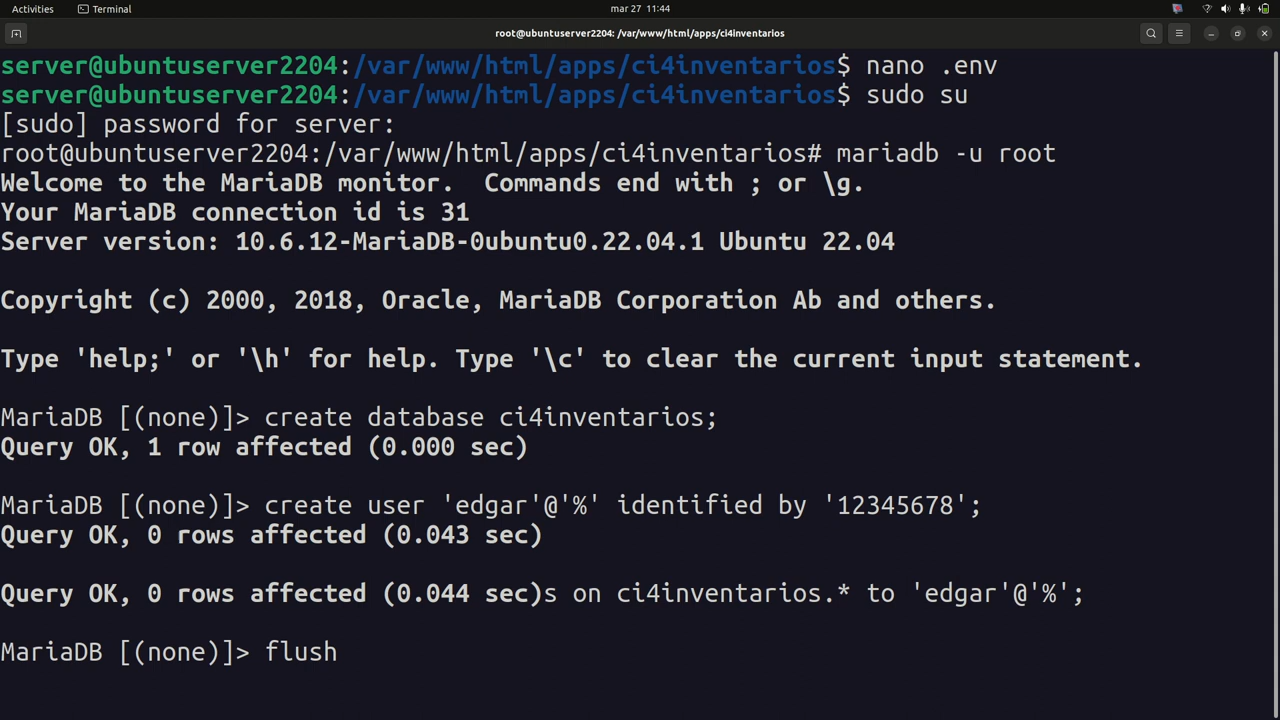 Activities
Terminal
mar 27 11:44
root@ubuntuserver2204: /var/www/html/apps/ci4inventarios
server@ubuntuserver2204:/var/www/html/apps/ci4inventarios$ nano .env
server@ubuntuserver2204:/var/www/html/apps/ci4inventarios$ sudo su
[sudo] password for server:
root@ubuntuserver2204:/var/www/html/apps/ci4inventarios# mariadb -u root
Welcome to the MariaDB monitor.  Commands end with ; or \g.
Your MariaDB connection id is 31
Server version: 10.6.12-MariaDB-0ubuntu0.22.04.1 Ubuntu 22.04
Copyright (c) 2000, 2018, Oracle, MariaDB Corporation Ab and others.
Type 'help;' or '\h' for help. Type '\c' to clear the current input statement.
MariaDB [(none)]> create database ci4inventarios;
Query OK, 1 row affected (0.000 sec)
MariaDB [(none)]> create user 'edgar'@'%' identified by '12345678';
Query OK, 0 rows affected (0.043 sec)
Query OK, 0 rows affected (0.044 sec)s on ci4inventarios.* to 'edgar'@'%';
MariaDB [(none)]> flush